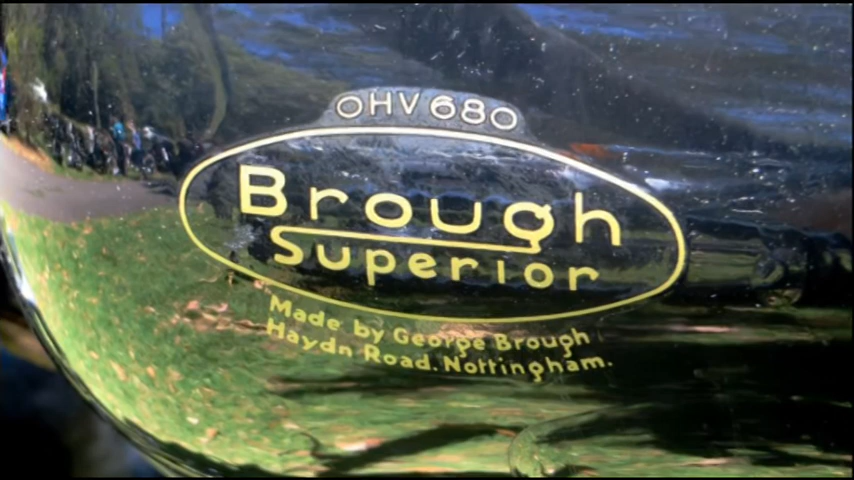 OHV 680
Brough
Superior
Made by George Brough
Haydn Road. Nottingham.